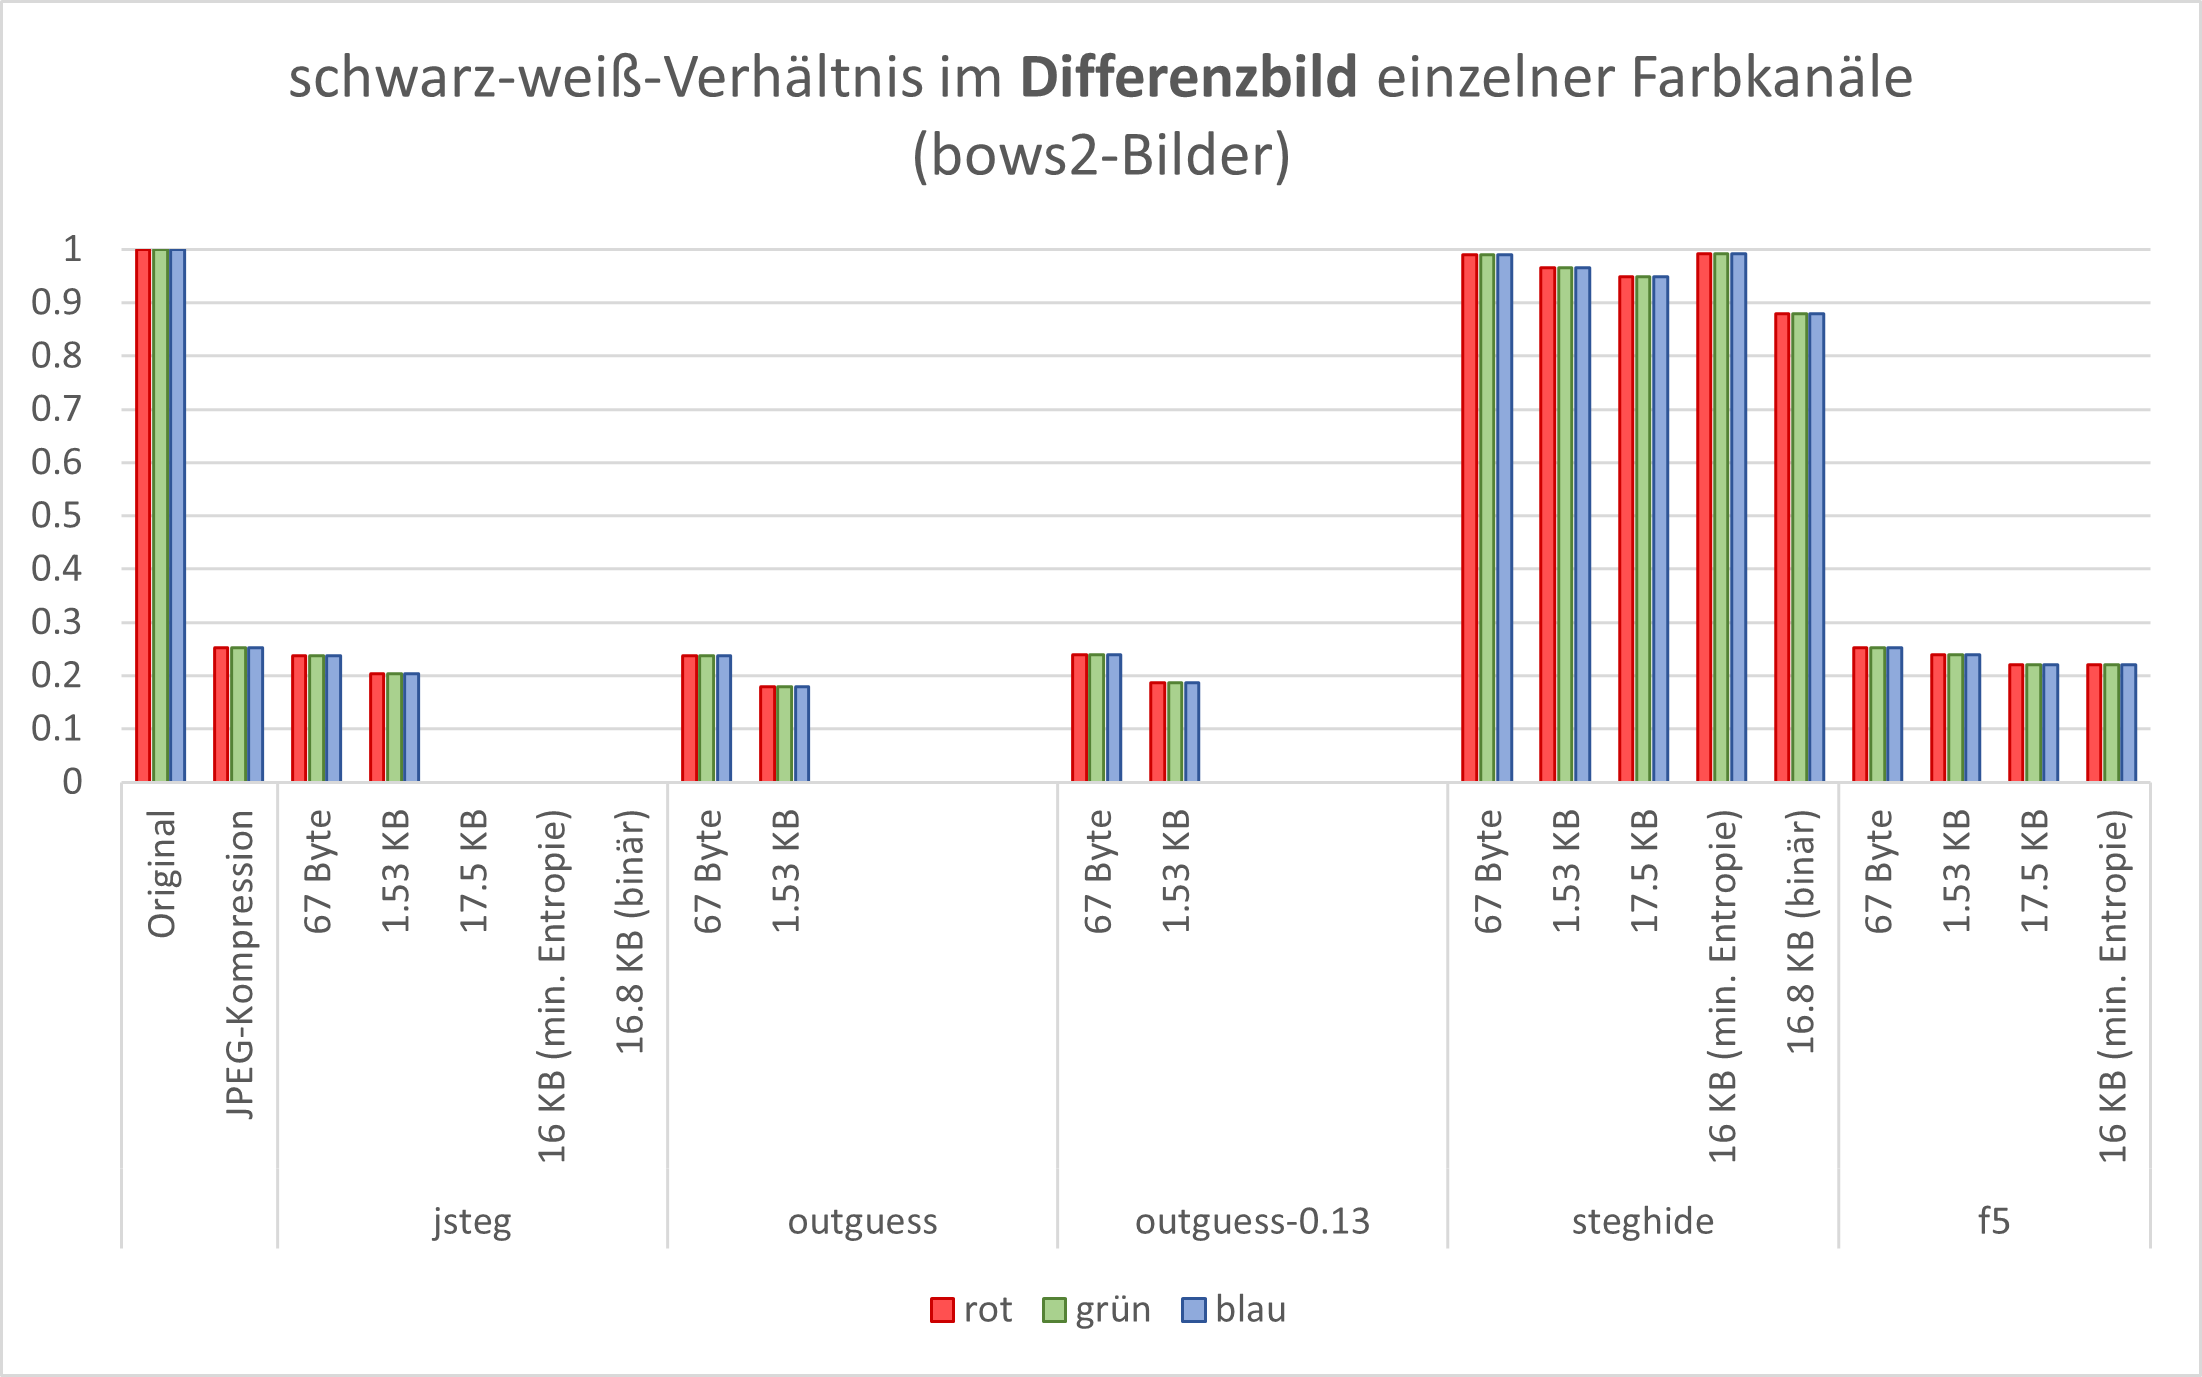 schwarz-weiß-Verhältnis im Differenzbild einzelner Farbkanäle
(bows2-Bilder)
1
0.9
0.8
0.7
0.6
0.5
0.4
0.3
0.2
0.1
0
Original
JPEG-Kompression
67 Byte
1.53 KB
17.5 KB
16 KB (min. Entropie)
16.8 KB (binär)
67 Byte
1.53 KB
67 Byte
1.53 KB
67 Byte
1.53 KB
17.5 KB
16 KB (min. Entropie)
16.8 KB (binär)
67 Byte
1.53 KB
17.5 KB
16 KB (min. Entropie)
jsteg
outguess
outguess-0.13
steghide
f5
rot
grün
blau